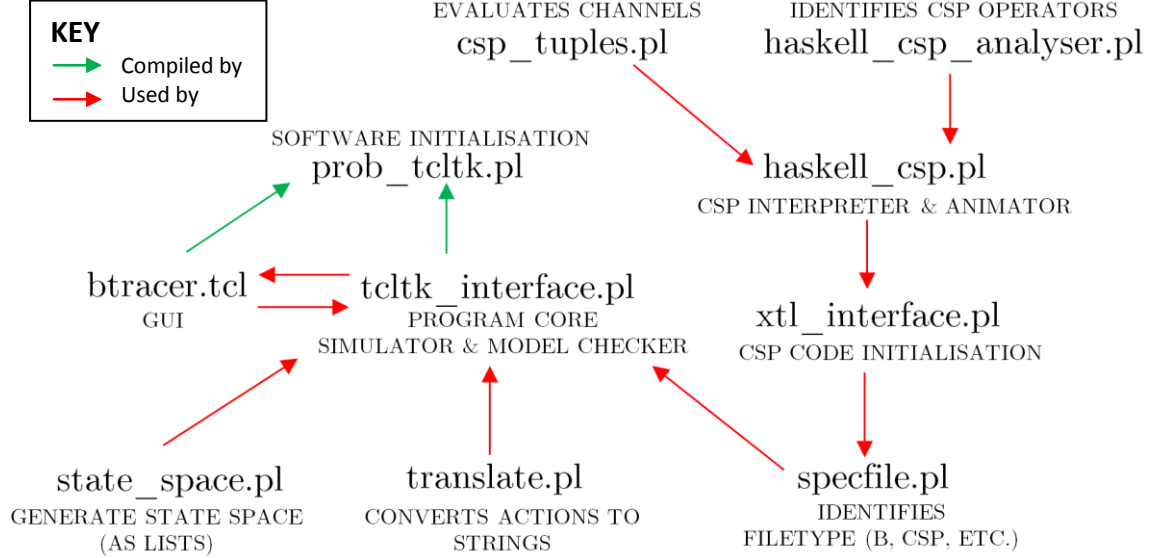 KEY
Compiled by
Used by
EVALUATES CHANNELS
csp_tuples.pl
IDENTIFIES CSP OPERATORS
haskell_csp_analyser.pl
SOFTWARE INITIALISATION
prob_tcltk.pl
haskell_csp.pl
CSP INTERPRETER & ANIMATOR
btracer.tcl
GUI
tcltk_interface.pl
PROGRAM CORE
SIMULATOR & MODEL CHECKER
xtl_interface.pl
CSP CODE INITIALISATION
state_space.pl
GENERATE STATE SPACE
(AS LISTS)
translate.pl
CONVERTS ACTIONS TO
STRINGS
specfile.pl
IDENTIFIES
FILETYPE (B, CSP, ETC.)